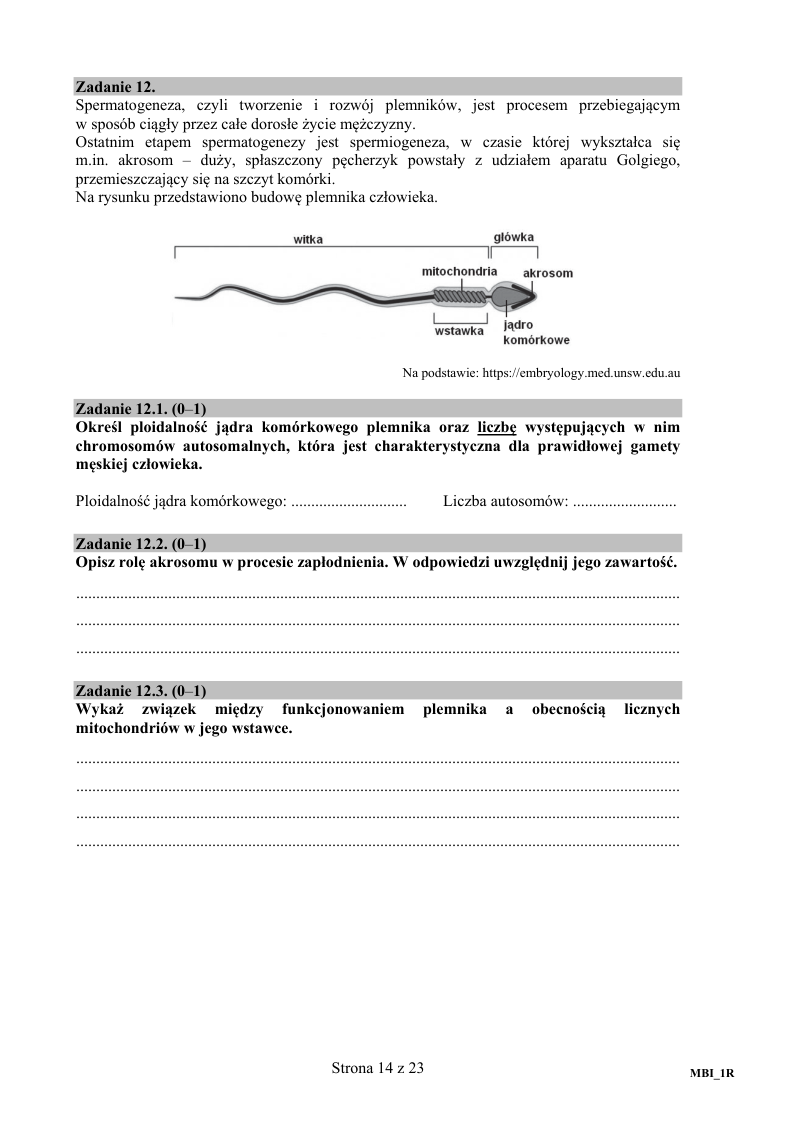 Zadanie 12.
Spermatogeneza, czyli tworzenie i rozwój plemników, jest procesem przebiegającym
w sposób ciągły przez całe dorosłe życie mężczyzny.
Ostatnim etapem spermatogenezy jest spermiogeneza, w czasie której wykształca się
m.in. akrosom – duży, spłaszczony pęcherzyk powstały z udziałem aparatu Golgiego,
przemieszczający się na szczyt komórki.
Na rysunku przedstawiono budowę plemnika człowieka.
witka
główka
mitochondria
akrosom
wstawka
jądro
komórkowe
Na podstawie: https://embryology.med.unsw.edu.au
Zadanie 12.1. (0–1)
Określ ploidalność jądra komórkowego plemnika oraz liczbę występujących w nim
chromosomów autosomalnych, która jest charakterystyczna dla prawidłowej gamety
męskiej człowieka.
Ploidalność jądra komórkowego: ............................. Liczba autosomów: ..........................
Zadanie 12.2. (0–1)
Opisz rolę akrosomu w procesie zapłodnienia. W odpowiedzi uwzględnij jego zawartość.
.......................................................................................................................................................
.......................................................................................................................................................
.......................................................................................................................................................
Zadanie 12.3. (0–1)
Wykaż związek między funkcjonowaniem plemnika a obecnością licznych
mitochondriów w jego wstawce.
.......................................................................................................................................................
.......................................................................................................................................................
.......................................................................................................................................................
.......................................................................................................................................................
Strona 14 z 23
MBI_1R